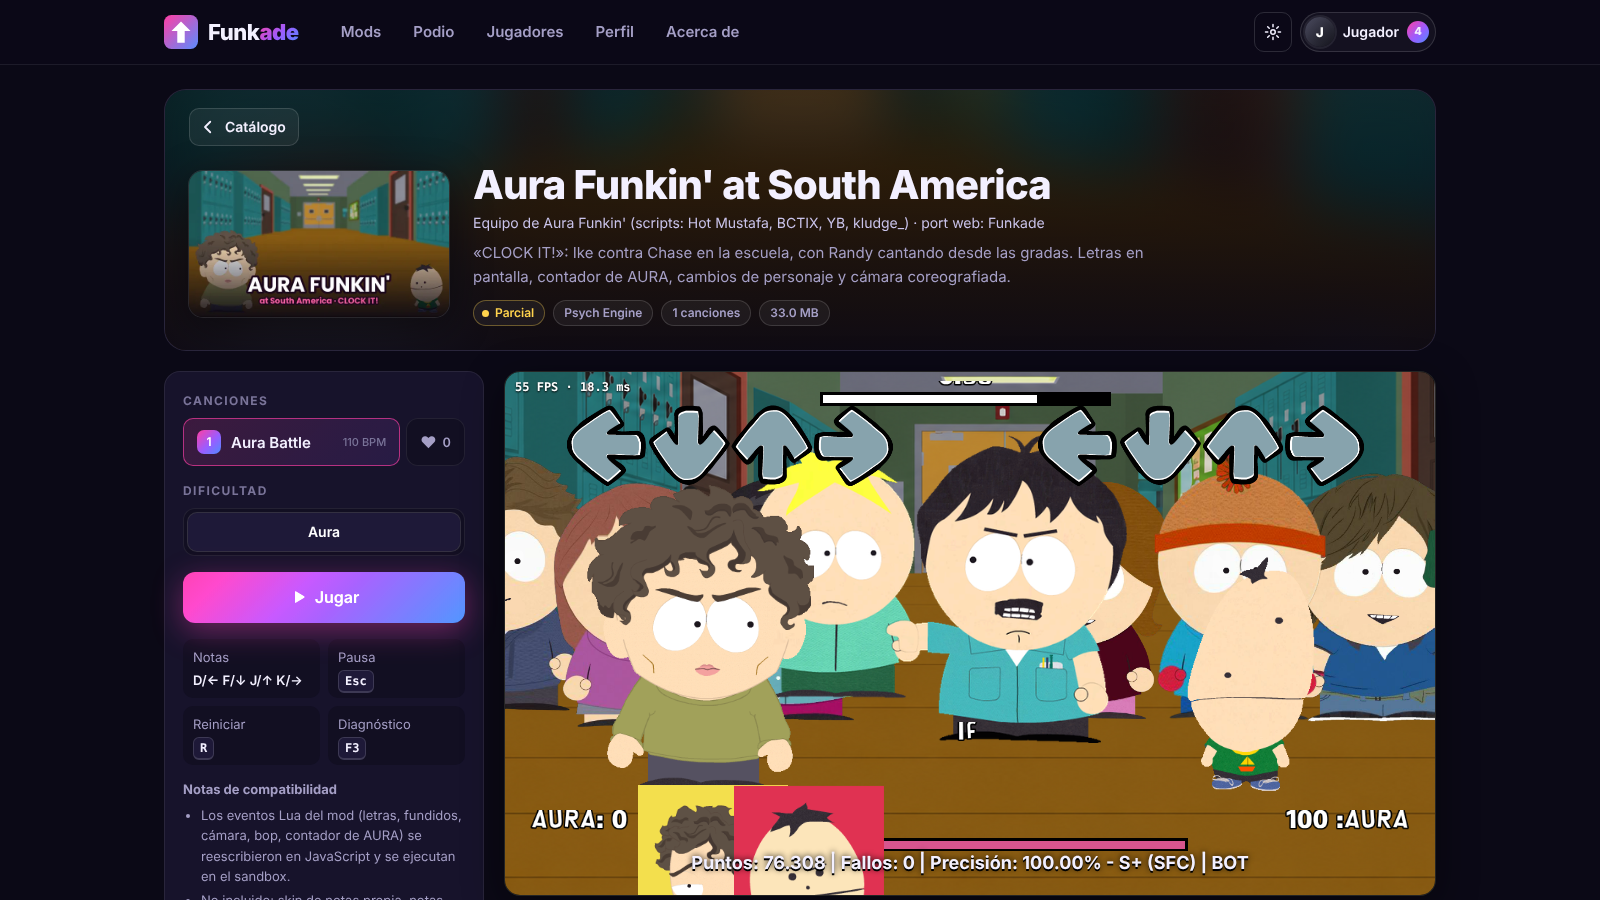 Funkade
Mods
Podio
Jugadores
Perfil
Acerca de
J
Jugador
4
Catálogo
AURA FUNKIN'
at South America · CLOCK IT!
Aura Funkin' at South America
Equipo de Aura Funkin' (scripts: Hot Mustafa, BCTIX, YB, kludge_) · port web: Funkade
«CLOCK IT!»: Ike contra Chase en la escuela, con Randy cantando desde las gradas. Letras en
pantalla, contador de AURA, cambios de personaje y cámara coreografiada.
Parcial
Psych Engine
1 canciones
33.0 MB
CANCIONES
1
Aura Battle
110 BPM
0
DIFICULTAD
Aura
Jugar
Notas
D/← F/↓ J/↑ K/→
Pausa
Esc
Reiniciar
R
Diagnóstico
F3
Notas de compatibilidad
• Los eventos Lua del mod (letras, fundidos,
cámara, bop, contador de AURA) se
reescribieron en JavaScript y se ejecutan
en el sandbox.
55 FPS · 18.3 ms
IF
AURA: 0
100 :AURA
Puntos: 76.308 | Fallos: 0 | Precisión: 100.00% - S+ (SFC) | BOT